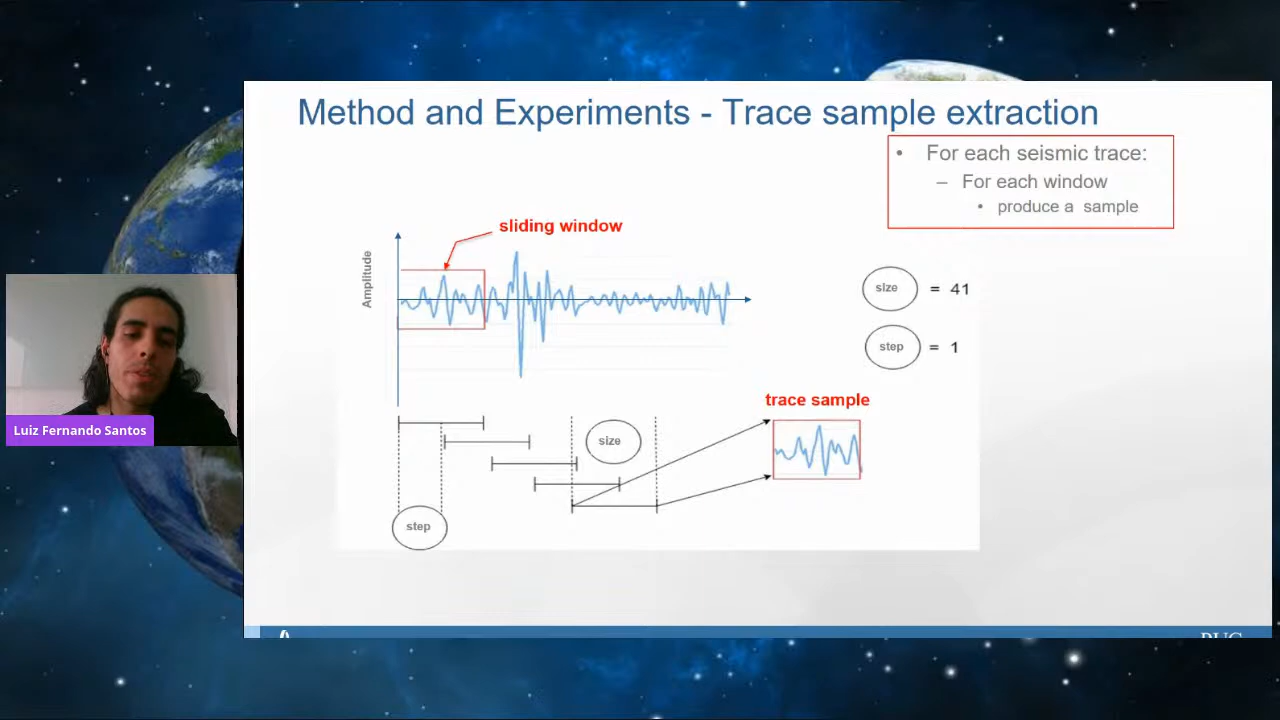 Method and Experiments - Trace sample extraction
• For each seismic trace:
– For each window
• produce a sample
sliding window
Amplitude
size = 41
step = 1
trace sample
size
step
Luiz Fernando Santos